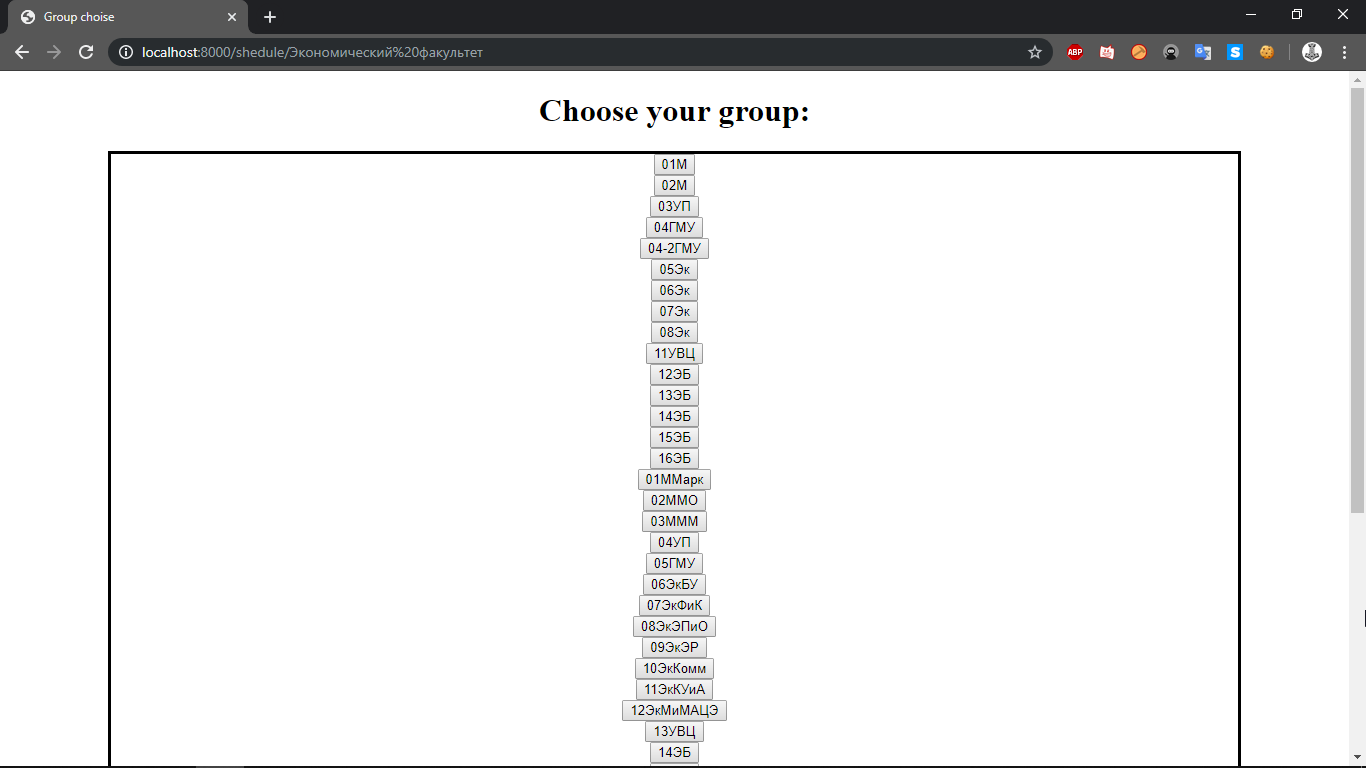 Group choise
localhost:8000/shedule/Экономический%20факультет
ABP
S
Choose your group:
01М
02М
03УП
04ГМУ
04-2ГМУ
05Эк
06Эк
07Эк
08Эк
11УВЦ
12ЭБ
13ЭБ
14ЭБ
15ЭБ
16ЭБ
01ММарк
02ММО
03МММ
04УП
05ГМУ
06ЭкБУ
07ЭкФиК
08ЭкЭПиО
09ЭкЭР
10ЭкКомм
11ЭкКУиА
12ЭкМиМАЦЭ
13УВЦ
14ЭБ